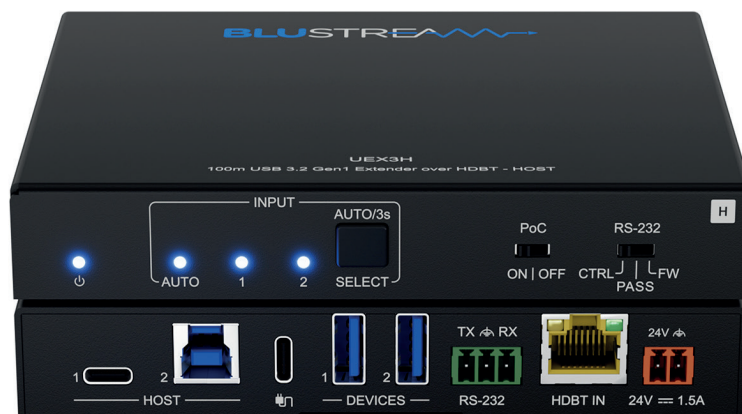 BLUSTREAM
UEX3H
100m USB 3.2 Gen1 Extender over HDBT - HOST
INPUT
AUTO/3s
AUTO
1
2
SELECT
PoC
ON | OFF
RS-232
CTRL
PASS
FW
H
1
2
HOST
1
2
DEVICES
TX RX
RS-232
HDBT IN
24V
24V 1.5A